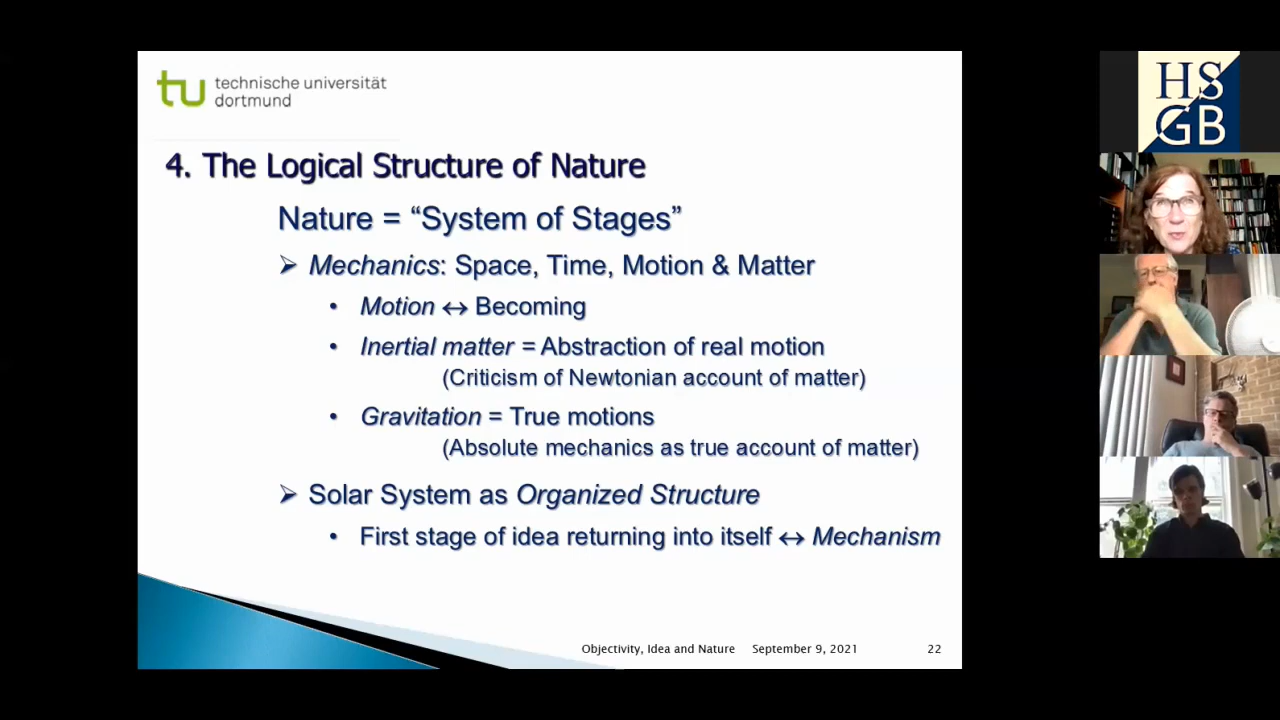 technische universität
dortmund
4. The Logical Structure of Nature
Nature = “System of Stages”
➢ Mechanics: Space, Time, Motion & Matter
• Motion ↔ Becoming
• Inertial matter = Abstraction of real motion
(Criticism of Newtonian account of matter)
• Gravitation = True motions
(Absolute mechanics as true account of matter)
➢ Solar System as Organized Structure
• First stage of idea returning into itself ↔ Mechanism
Objectivity, Idea and Nature September 9, 2021 22
HS
GB